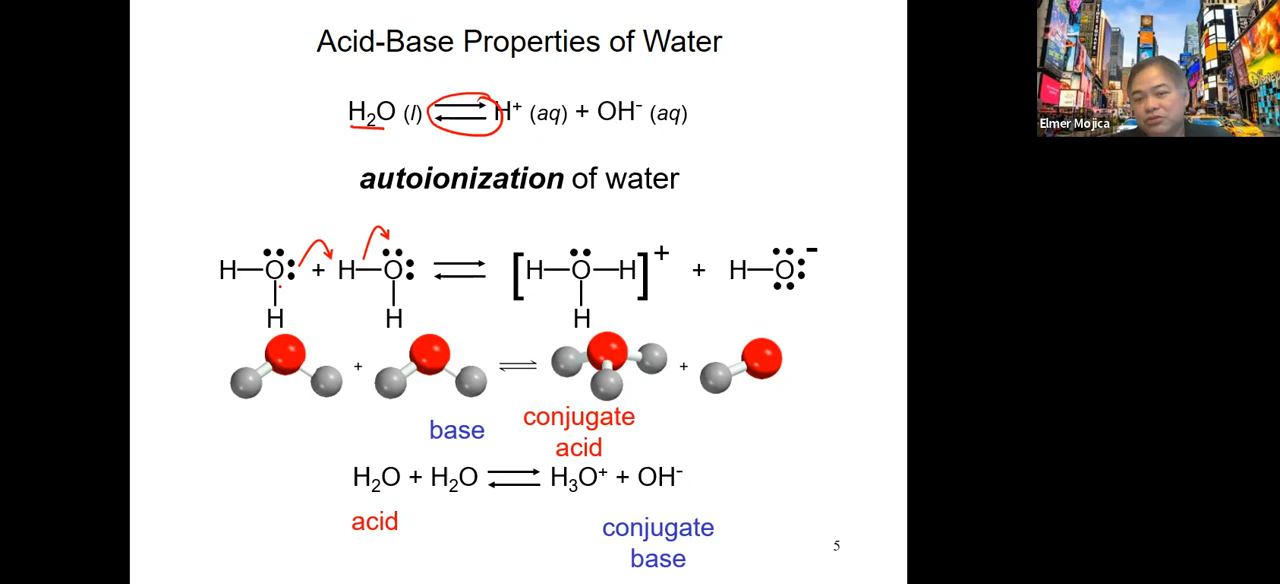 Acid-Base Properties of Water
H₂O (l) ⇌ H⁺ (aq) + OH⁻ (aq)
autoionization of water
H–O: + H–O: ⇌ [H–O–H]⁺ + H–O:⁻
H H H
+ + ⇌ +
base conjugate
acid
H₂O + H₂O ⇌ H₃O⁺ + OH⁻
acid conjugate
base
5
Elmer Mojica